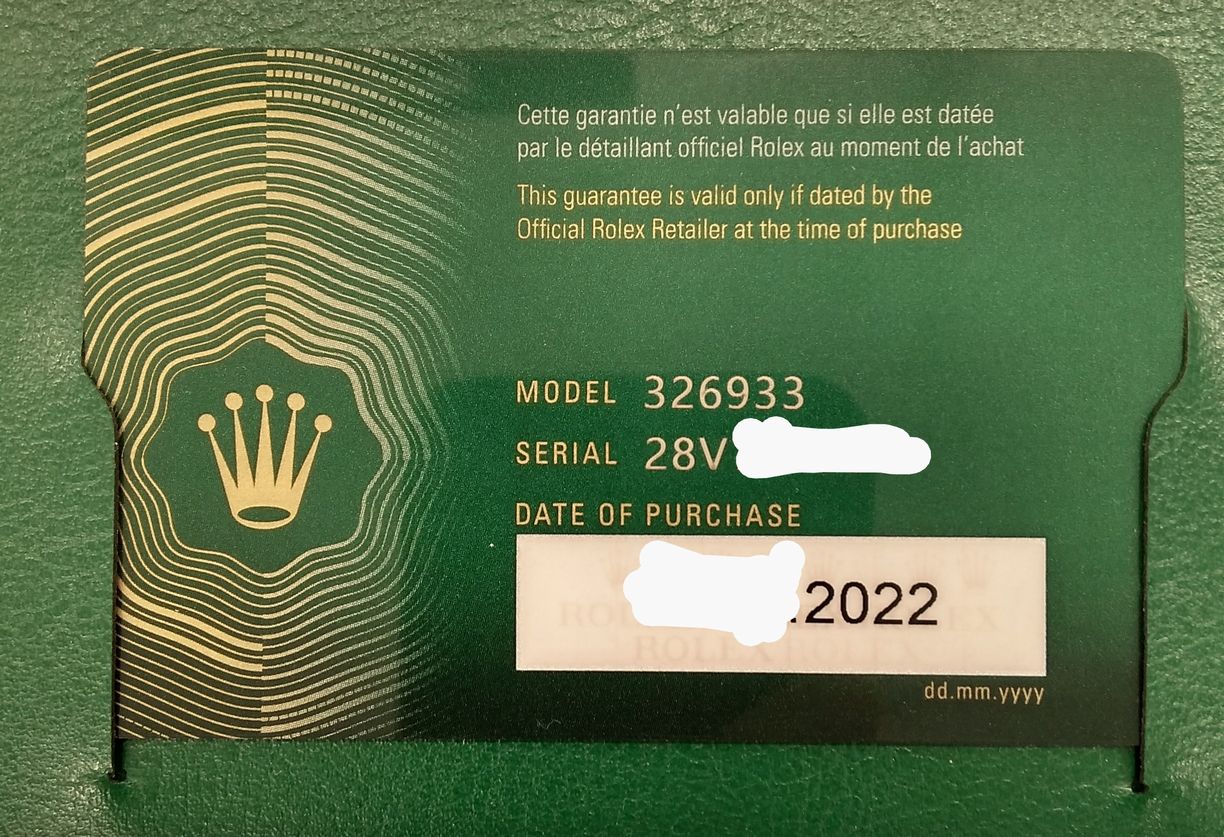 Cette garantie n'est valable que si elle est datée
par le détaillant officiel Rolex au moment de l'achat
This guarantee is valid only if dated by the
Official Rolex Retailer at the time of purchase
MODEL 326933
SERIAL 28V
DATE OF PURCHASE
.2022
ROLEX ROLEX
dd.mm.yyyy